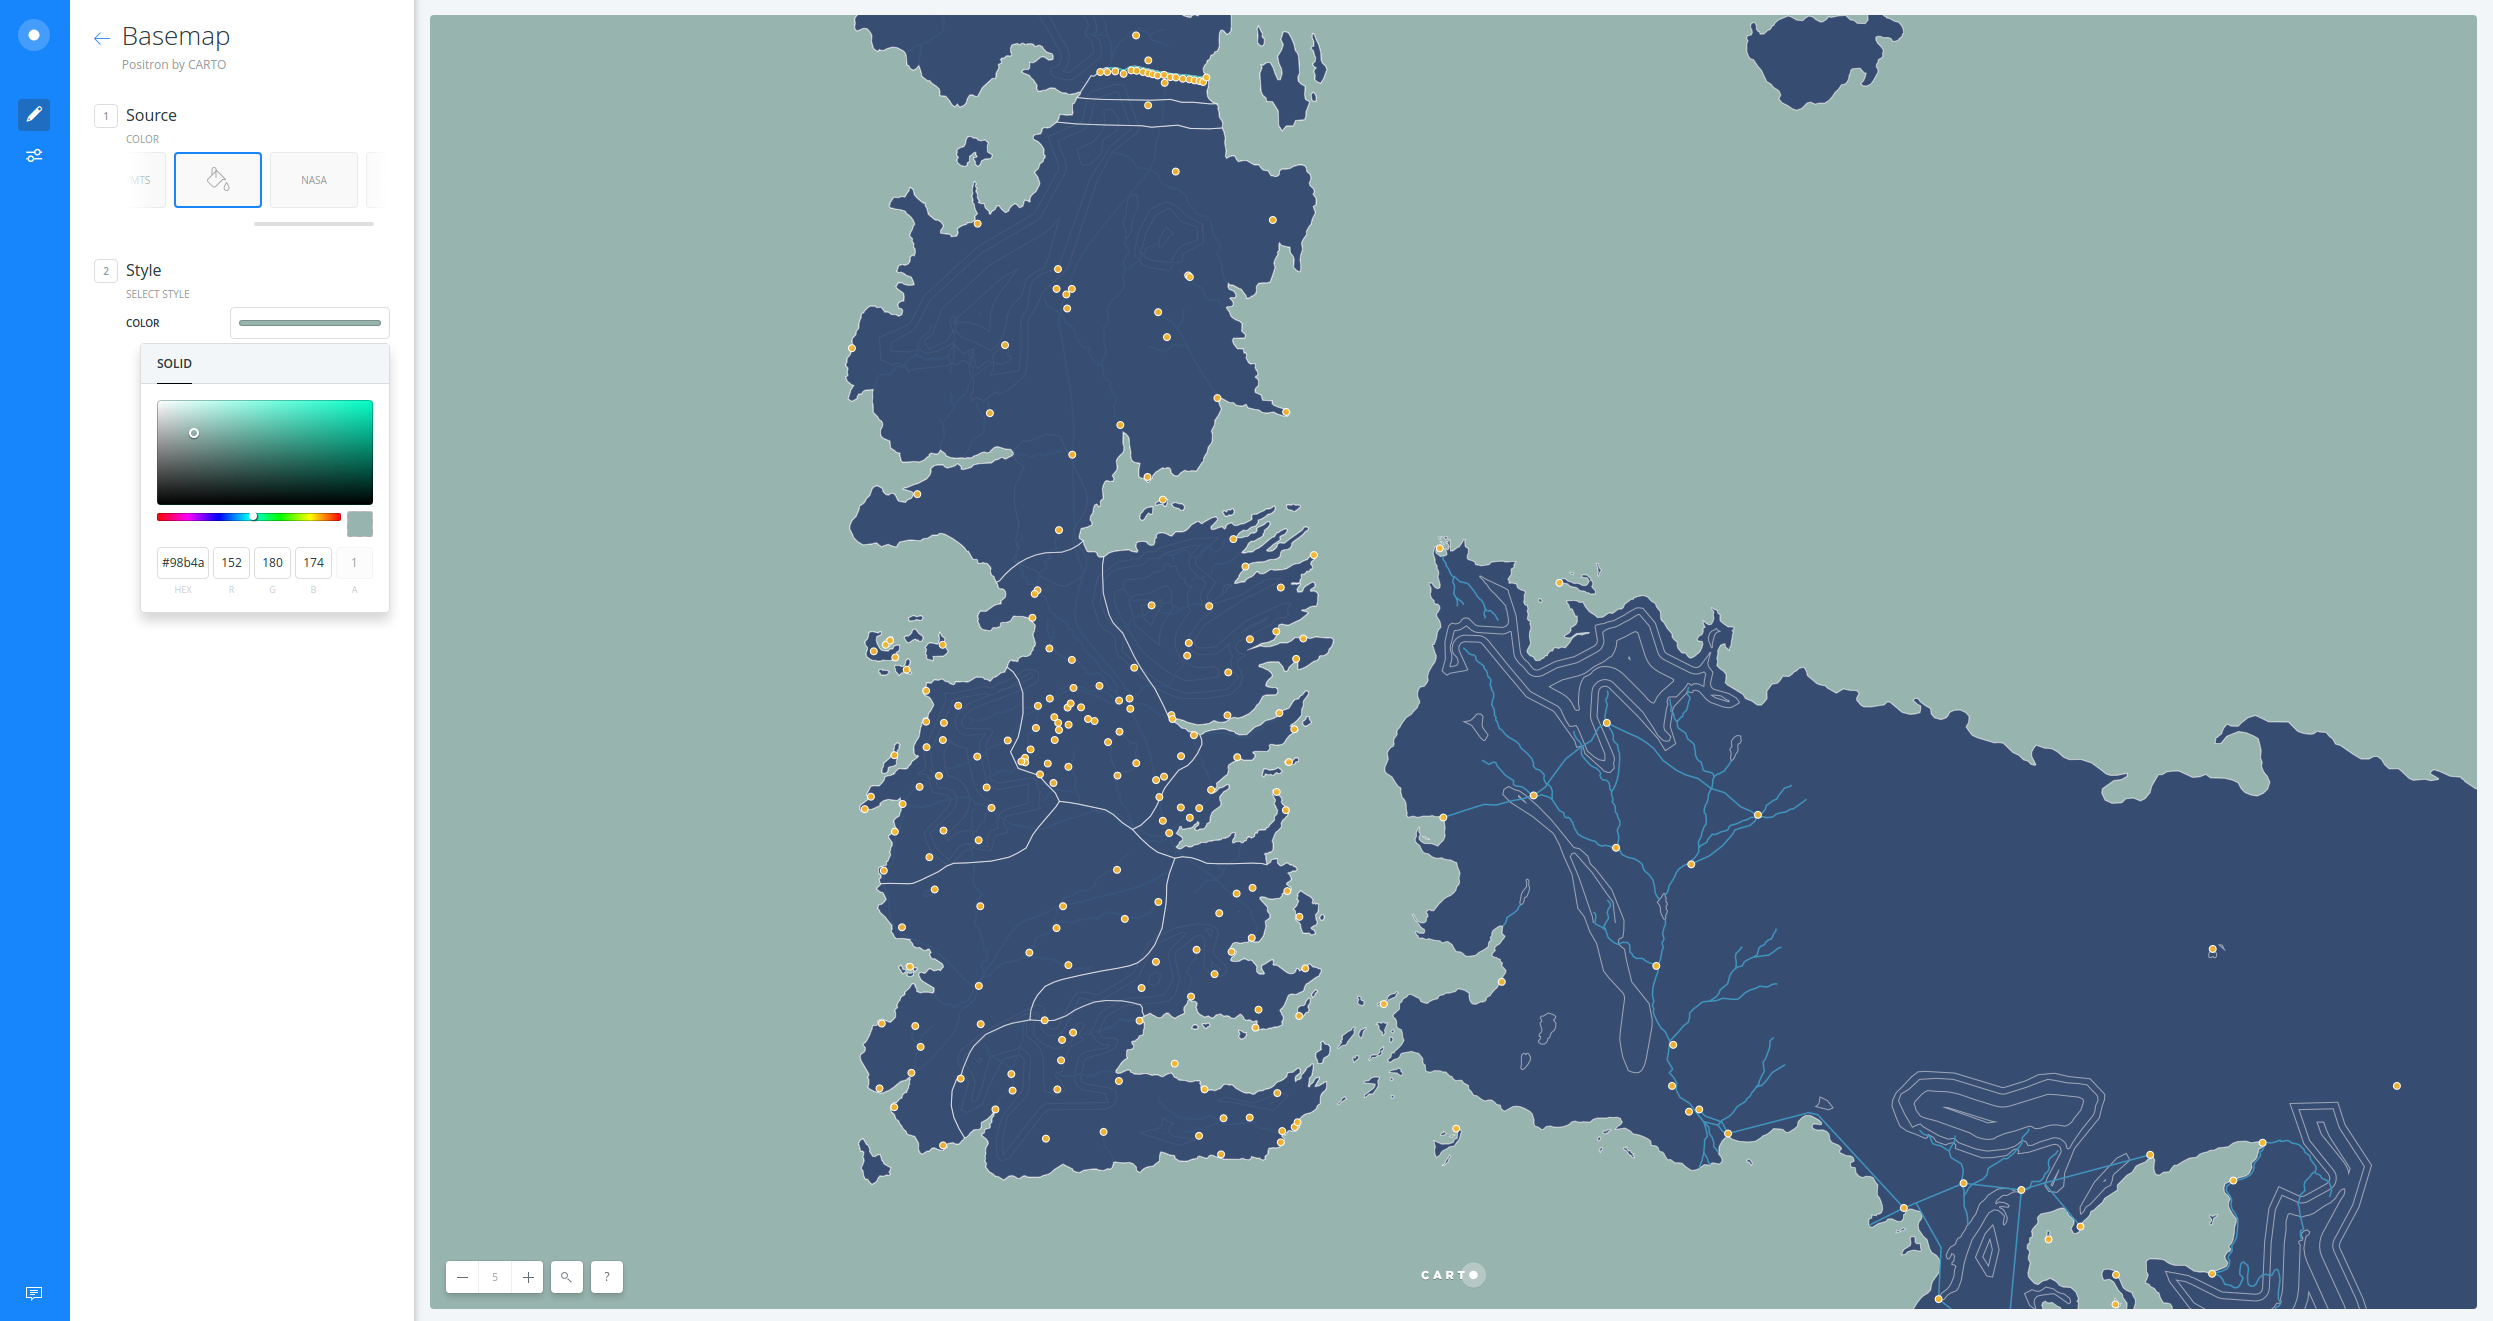 Basemap
Positron by CARTO
1 Source
COLOR
MTS
NASA
2 Style
SELECT STYLE
COLOR
SOLID
#98b4a 152 180 174 1
HEX R G B A
5 ?
CARTO